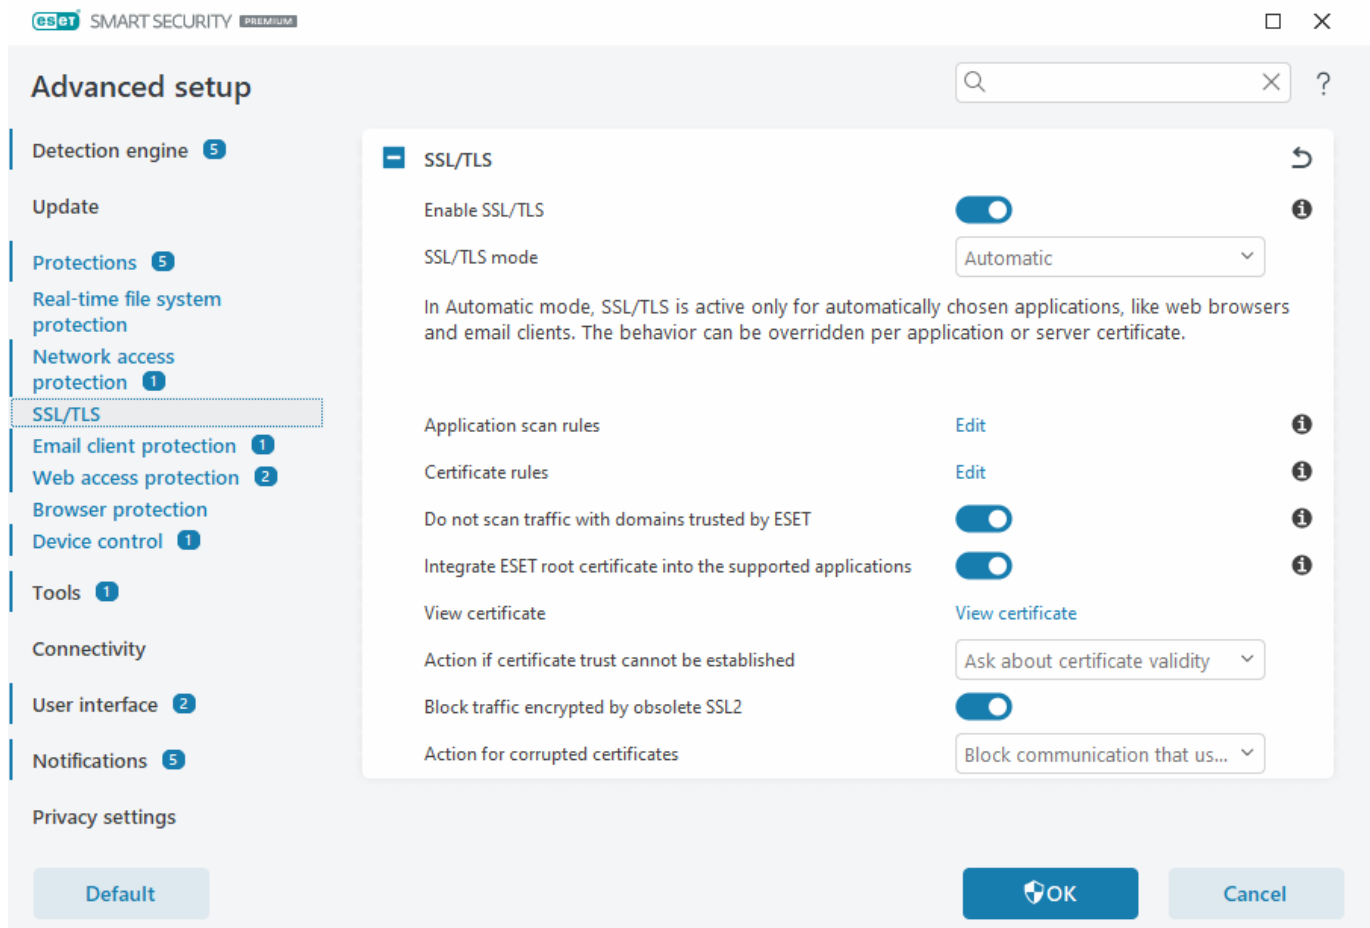 eset SMART SECURITY PREMIUM
Advanced setup
?
Detection engine 5
Update
Protections 5
Real-time file system
protection
Network access
protection 1
SSL/TLS
Email client protection 1
Web access protection 2
Browser protection
Device control 1
Tools 1
Connectivity
User interface 2
Notifications 5
Privacy settings
SSL/TLS
Enable SSL/TLS
SSL/TLS mode Automatic
In Automatic mode, SSL/TLS is active only for automatically chosen applications, like web browsers
and email clients. The behavior can be overridden per application or server certificate.
Application scan rules Edit
Certificate rules Edit
Do not scan traffic with domains trusted by ESET
Integrate ESET root certificate into the supported applications
View certificate View certificate
Action if certificate trust cannot be established Ask about certificate validity
Block traffic encrypted by obsolete SSL2
Action for corrupted certificates Block communication that us...
Default
OK
Cancel